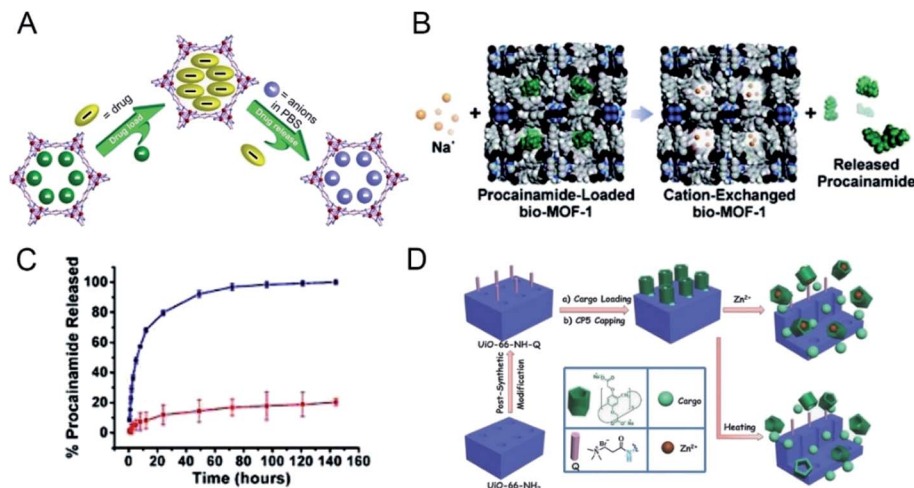 A
= drug
Drug load
= anions
in PBS
Drug release
B
Na⁺
+
Procainamide-Loaded
bio-MOF-1
Cation-Exchanged
bio-MOF-1
+
Released
Procainamide
C
% Procainamide Released
100
80
60
40
20
0
0 20 40 60 80 100 120 140 160
Time (hours)
D
UiO-66-NH-Q
a) Cargo Loading
b) CP5 Capping
Zn²⁺
Post-Synthetic
Modification
Heating
Cargo
Q
Br⁻
Zn²⁺
UiO-66-NH-